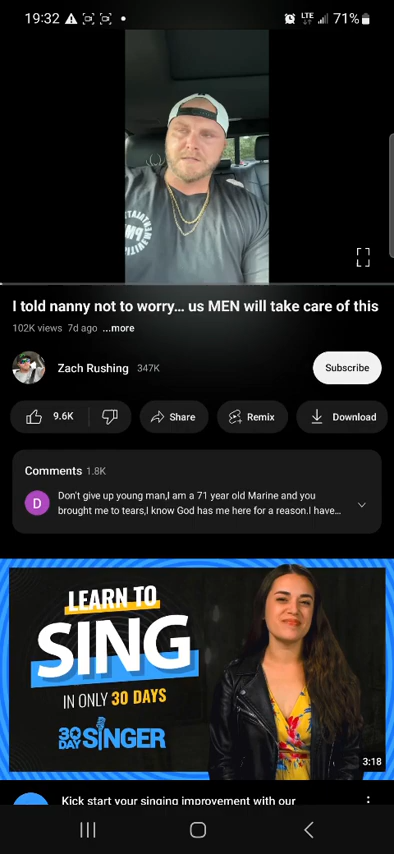 19:32
LTE 71%
I told nanny not to worry... us MEN will take care of this
102K views 7d ago ...more
Zach Rushing 347K
Subscribe
9.6K
Share
Remix
Download
Comments 1.8K
D
Don't give up young man,I am a 71 year old Marine and you
brought me to tears,I know God has me here for a reason.I have...
LEARN TO
SING
IN ONLY 30 DAYS
30 DAY SINGER
3:18
Kick start your singing improvement with our